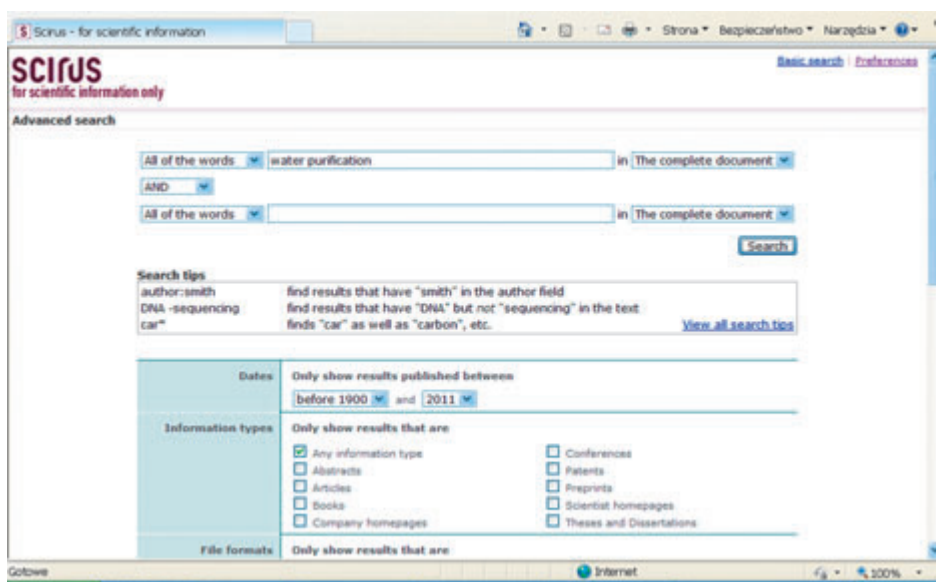 Scirus - for scientific information
Strona Bezpieczeństwo Narzędzia
SCIRUS
for scientific information only
Basic search | Preferences
Advanced search
All of the words water purification in The complete document
AND
All of the words in The complete document
Search
Search tips
author:smith find results that have "smith" in the author field
DNA -sequencing find results that have "DNA" but not "sequencing" in the text
car* finds "car" as well as "carbon", etc. View all search tips
Dates Only show results published between
before 1900 and 2011
Information types Only show results that are
Any information type Conferences
Abstracts Patents
Articles Preprints
Books Scientist homepages
Company homepages Theses and Dissertations
File formats Only show results that are
Gotowe Internet 100%